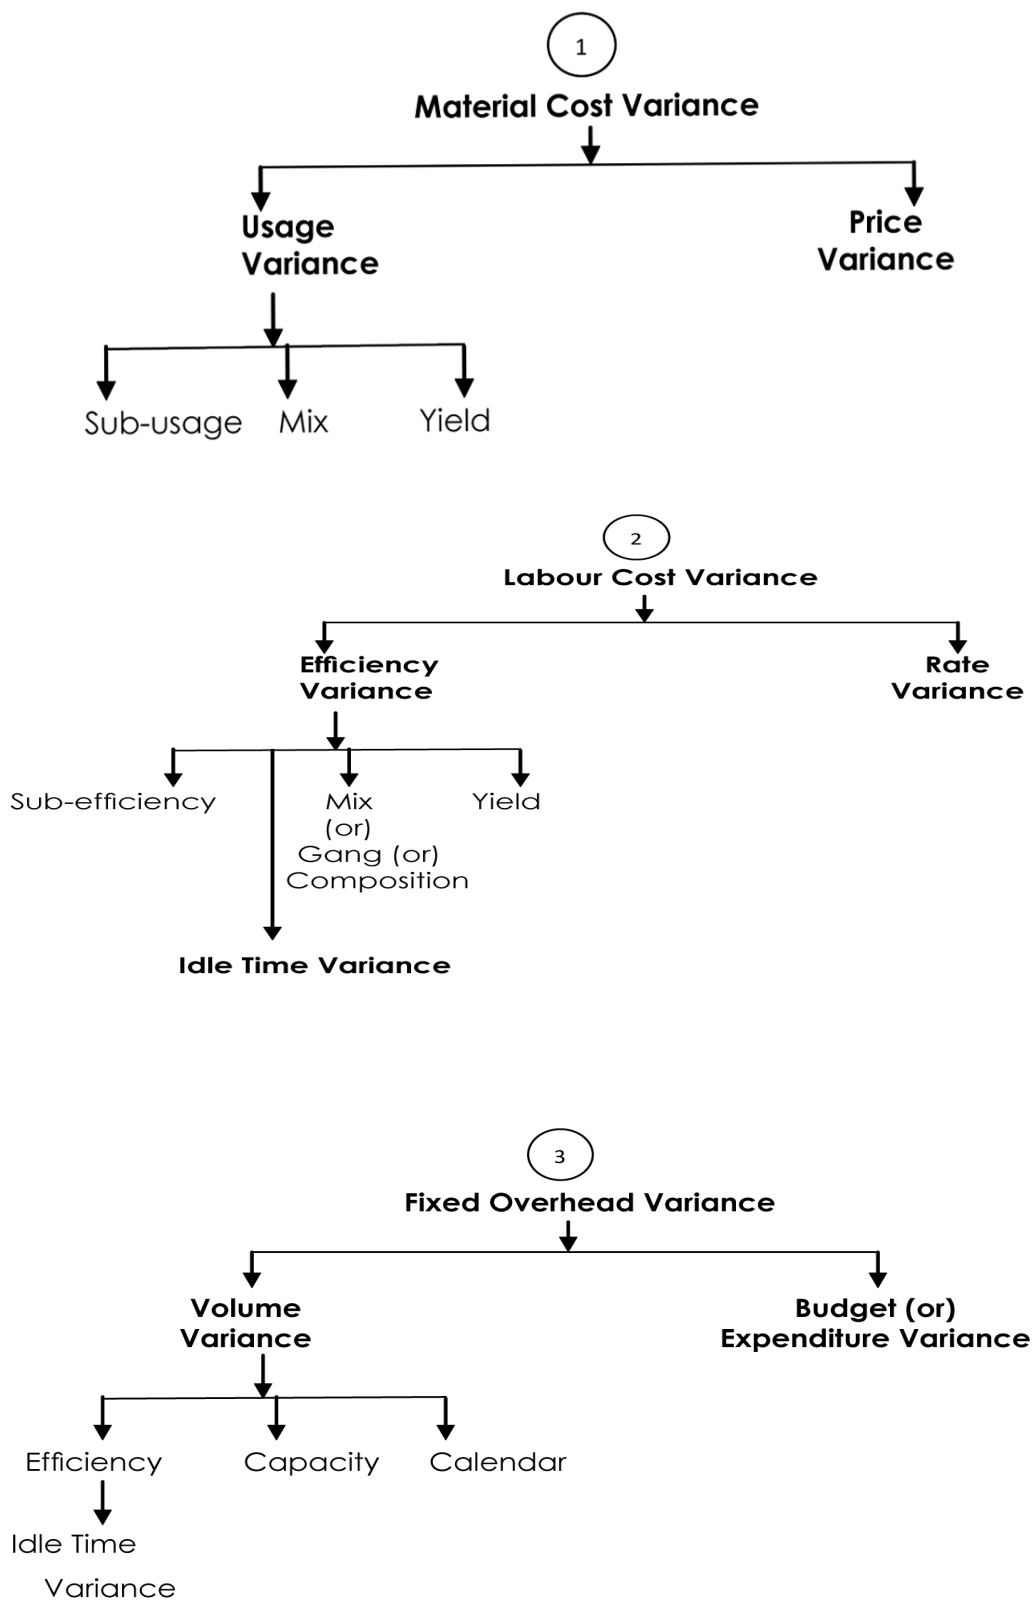 1
Material Cost Variance
Usage
Variance
Price
Variance
Sub-usage
Mix
Yield
2
Labour Cost Variance
Efficiency
Variance
Rate
Variance
Sub-efficiency
Mix
(or)
Gang (or)
Composition
Yield
Idle Time Variance
3
Fixed Overhead Variance
Volume
Variance
Budget (or)
Expenditure Variance
Efficiency
Capacity
Calendar
Idle Time
Variance